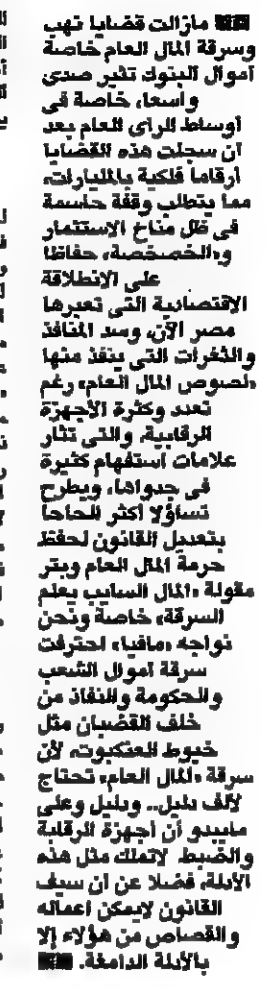 مازالت قضايا نهب
وسرقة المال العام خاصة
أموال البنوك تثير صدى
واسعا، خاصة فى
أوساط الرأى العام بعد
أن سجلت هذه القضايا
أرقاما فلكية بالمليارات،
مما يتطلب وقفة حاسمة
فى ظل مناخ الاستثمار
و«الخصخصة» حفاظا
على الانطلاقة
الاقتصادية التى تعبرها
مصر الآن، وسد المنافذ
والثغرات التى ينفذ منها
«لصوص المال العام» رغم
تعدد وكثرة الأجهزة
الرقابية، والتى تثار
علامات استفهام كثيرة
فى جدواها، ويطرح
تساؤلا أكثر إلحاحا
بتعديل القانون لحفظ
حرمة المال العام وبتر
مقولة «المال السايب يعلم
السرقة» خاصة ونحن
نواجه «مافيا» احترفت
سرقة أموال الشعب
والحكومة والنفاذ من
خلف القضبان مثل
خيوط العنكبوت، لأن
سرقة «المال العام» تحتاج
لألف دليل.. ودليل وعلى
مايبدو أن أجهزة الرقابة
والضبط لاتملك مثل هذه
الأدلة، فضلا عن أن سيف
القانون لايمكن اعماله
والقصاص من هؤلاء إلا
بالأدلة الدامغة.